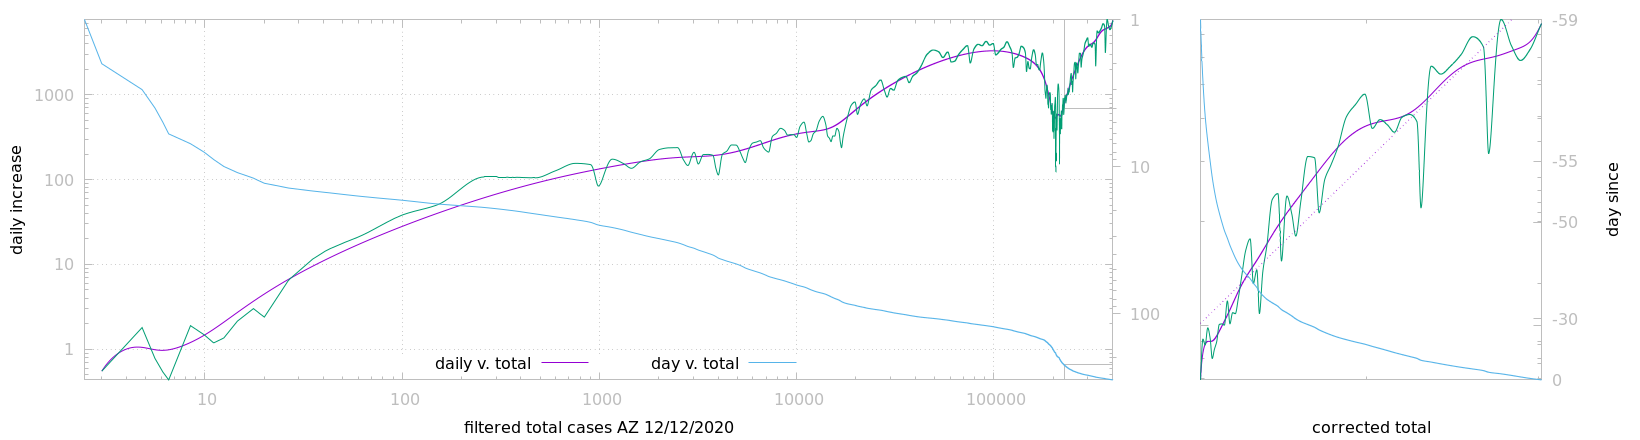 1 -59
1000
10 -55
100
daily increase
-50
day since
10
100 -30
1
daily v. total day v. total
0
10 100 1000 10000 100000
filtered total cases AZ 12/12/2020 corrected total